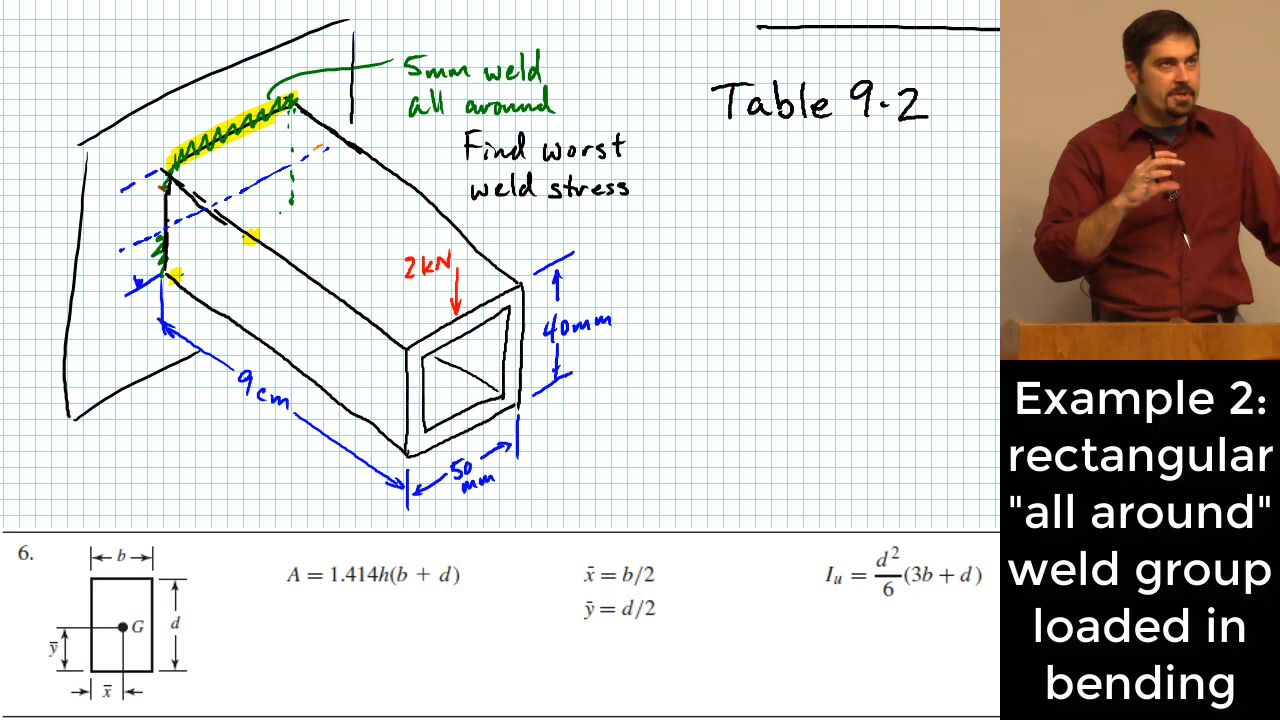 5mm weld
all around
Find worst
weld stress
Table 9-2
2kN
40mm
9cm
50
mm
6.
b
G
d
ȳ
x̄
A = 1.414h(b + d)
x̄ = b/2
ȳ = d/2
I_u = d²/6 (3b + d)
Example 2:
rectangular
"all around"
weld group
loaded in
bending